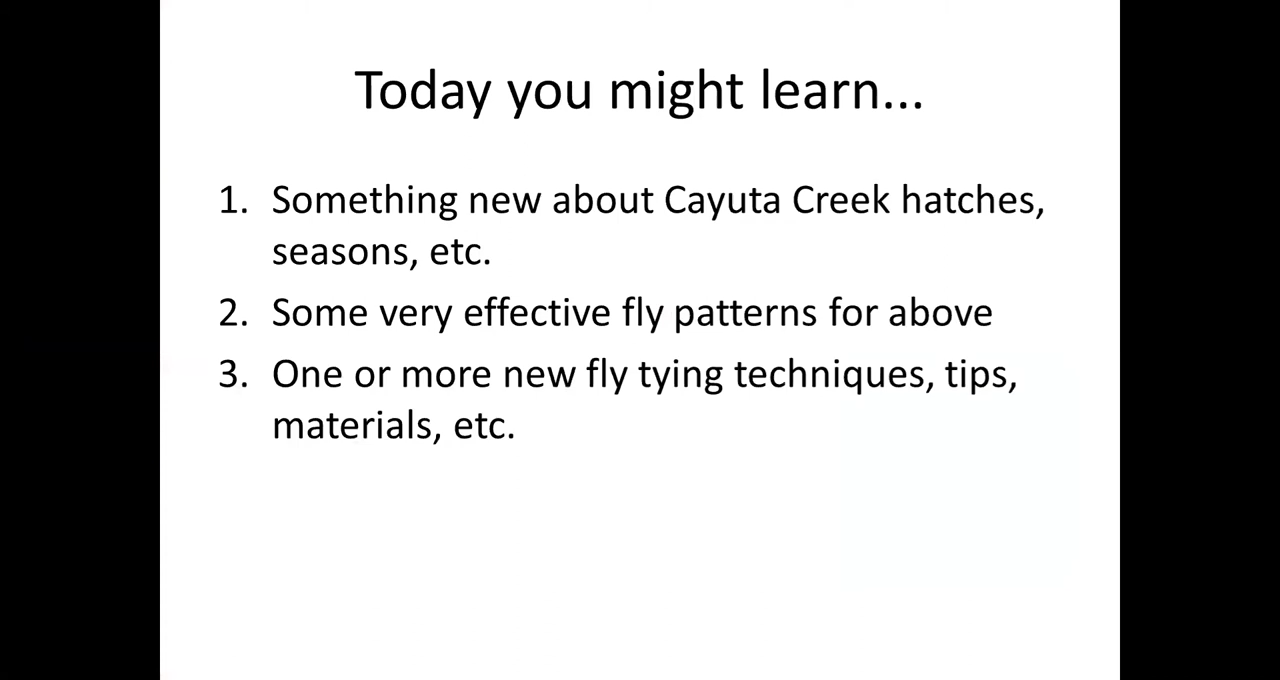 Today you might learn...
1. Something new about Cayuta Creek hatches,
seasons, etc.
2. Some very effective fly patterns for above
3. One or more new fly tying techniques, tips,
materials, etc.